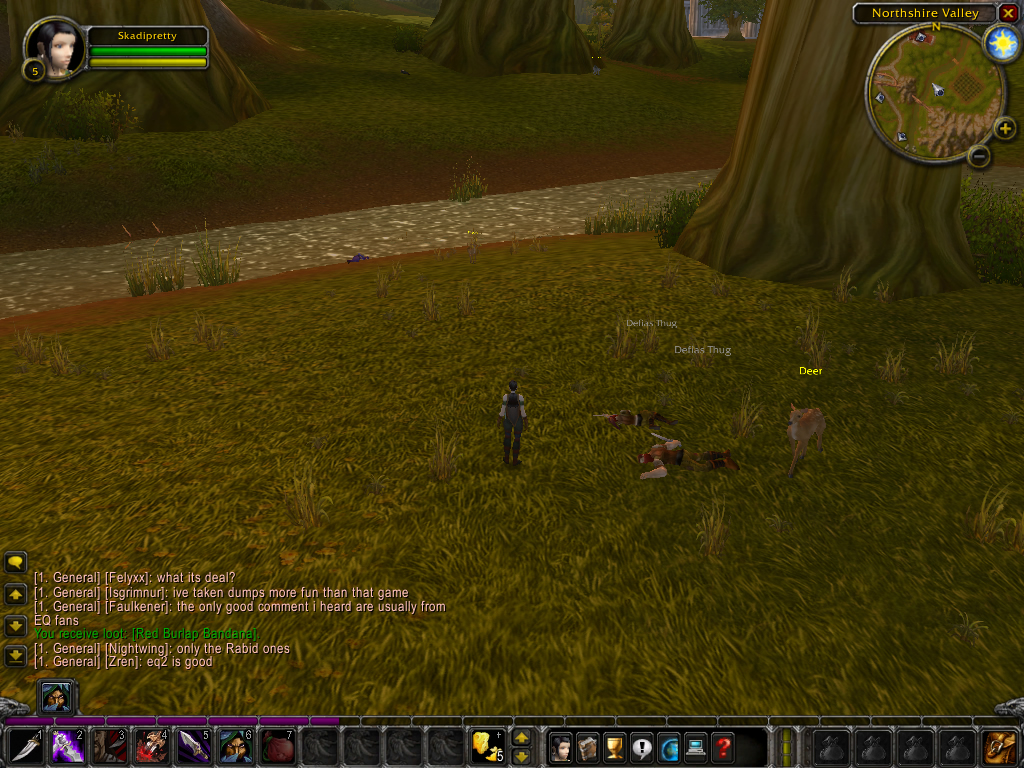 Skadipretty
5
Northshire Valley
N
Defias Thug
Defias Thug
Deer
[1. General] [Felyxx]: what its deal?
[1. General] [Isgrimnur]: ive taken dumps more fun than that game
[1. General] [Faulkener]: the only good comment i heard are usually from
EQ fans
You receive loot: [Red Burlap Bandana]
[1. General] [Nightwing]: only the Rabid ones
[1. General] [Zren]: eq2 is good
1 2 3 4 5 6 7
5